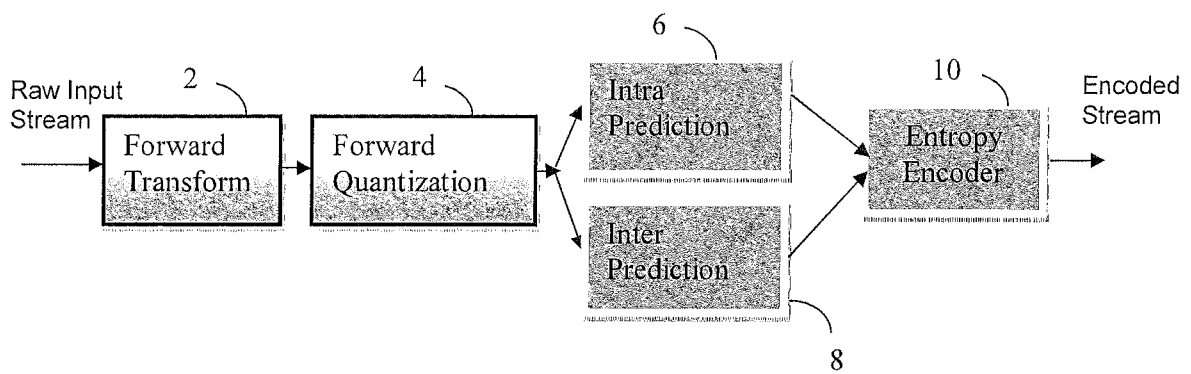 Raw Input
Stream
2
Forward
Transform
4
Forward
Quantization
6
Intra
Prediction
Inter
Prediction
8
10
Entropy
Encoder
Encoded
Stream